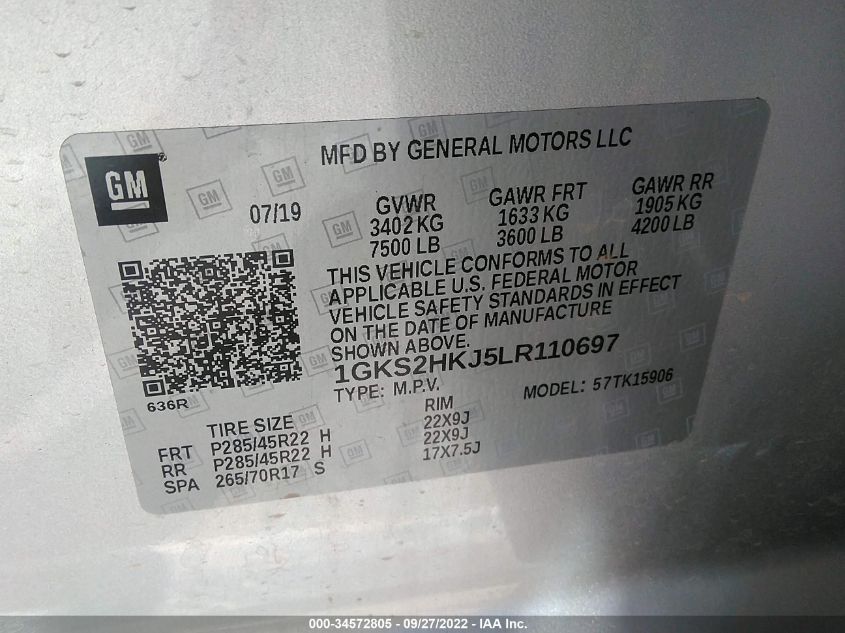 MFD BY GENERAL MOTORS LLC
GM
07/19
GVWR GAWR FRT GAWR RR
3402 KG 1633 KG 1905 KG
7500 LB 3600 LB 4200 LB
THIS VEHICLE CONFORMS TO ALL
APPLICABLE U.S. FEDERAL MOTOR
VEHICLE SAFETY STANDARDS IN EFFECT
ON THE DATE OF MANUFACTURE
SHOWN ABOVE.
1GKS2HKJ5LR110697
TYPE: M.P.V. MODEL: 57TK15906
636R
TIRE SIZE RIM
FRT P285/45R22 H 22X9J
RR P285/45R22 H 22X9J
SPA 265/70R17 S 17X7.5J
000-34572805 - 09/27/2022 - IAA Inc.